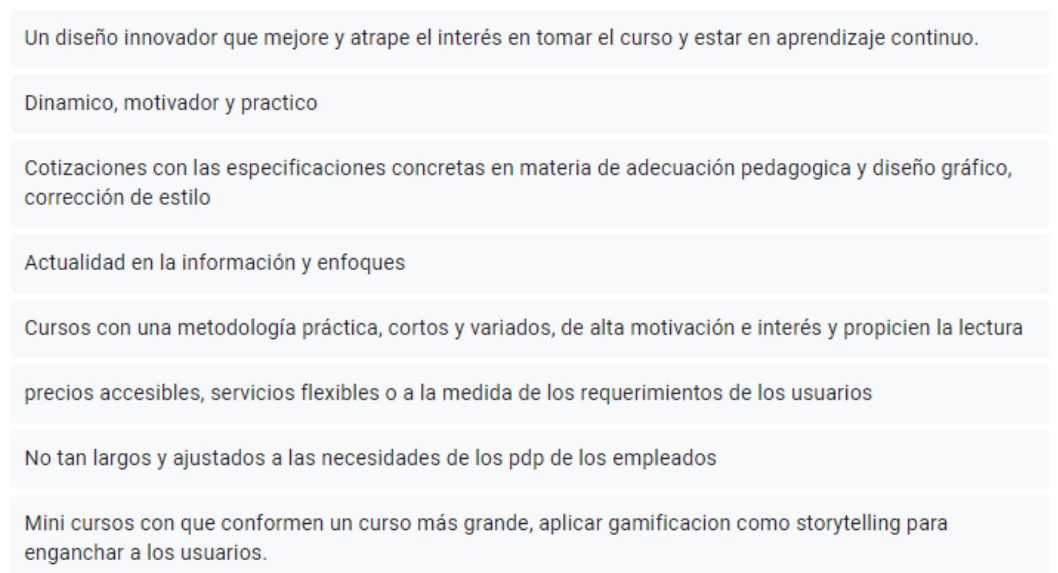 Un diseño innovador que mejore y atrape el interés en tomar el curso y estar en aprendizaje continuo.
Dinamico, motivador y practico
Cotizaciones con las especificaciones concretas en materia de adecuación pedagogica y diseño gráfico,
corrección de estilo
Actualidad en la información y enfoques
Cursos con una metodología práctica, cortos y variados, de alta motivación e interés y propicien la lectura
precios accesibles, servicios flexibles o a la medida de los requerimientos de los usuarios
No tan largos y ajustados a las necesidades de los pdp de los empleados
Mini cursos con que conformen un curso más grande, aplicar gamificacion como storytelling para
enganchar a los usuarios.